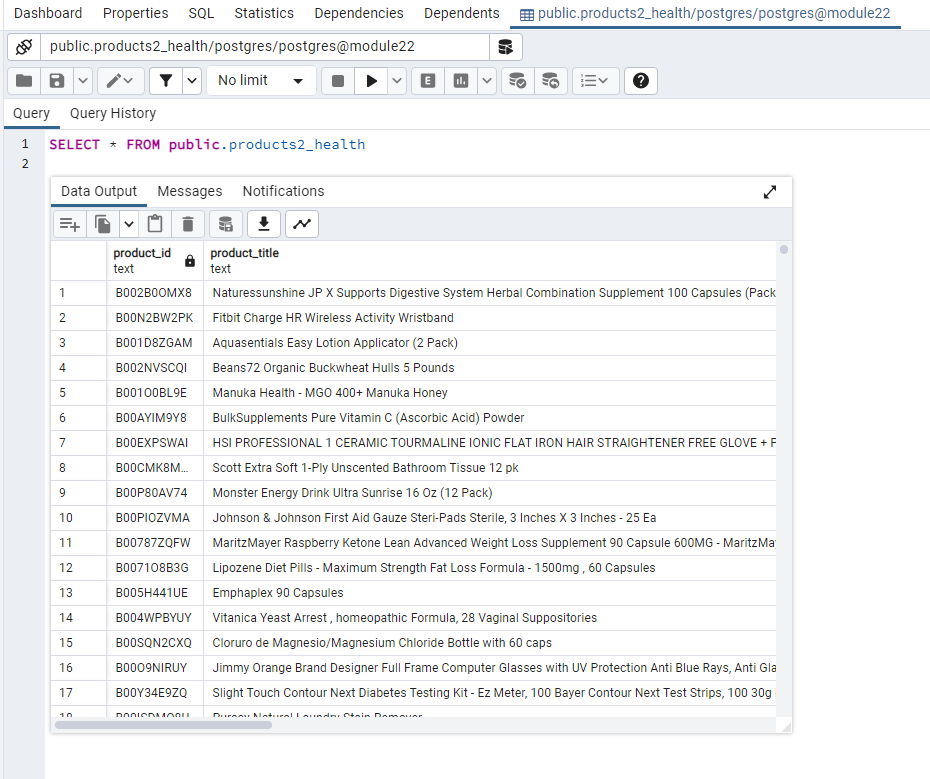 Dashboard Properties SQL Statistics Dependencies Dependents public.products2_health/postgres/postgres@module22
public.products2_health/postgres/postgres@module22
No limit E ?
Query Query History
1 SELECT * FROM public.products2_health
2
Data Output Messages Notifications
product_id product_title
text text
1 B002B0OMX8 Naturessunshine JP X Supports Digestive System Herbal Combination Supplement 100 Capsules (Pack
2 B00N2BW2PK Fitbit Charge HR Wireless Activity Wristband
3 B001D8ZGAM Aquasentials Easy Lotion Applicator (2 Pack)
4 B002NVSCQI Beans72 Organic Buckwheat Hulls 5 Pounds
5 B001O0BL9E Manuka Health - MGO 400+ Manuka Honey
6 B00AYIM9Y8 BulkSupplements Pure Vitamin C (Ascorbic Acid) Powder
7 B00EXPSWAI HSI PROFESSIONAL 1 CERAMIC TOURMALINE IONIC FLAT IRON HAIR STRAIGHTENER FREE GLOVE + F
8 B00CMK8M... Scott Extra Soft 1-Ply Unscented Bathroom Tissue 12 pk
9 B00P80AV74 Monster Energy Drink Ultra Sunrise 16 Oz (12 Pack)
10 B00PIOZVMA Johnson & Johnson First Aid Gauze Steri-Pads Sterile, 3 Inches X 3 Inches - 25 Ea
11 B00787ZQFW MaritzMayer Raspberry Ketone Lean Advanced Weight Loss Supplement 90 Capsule 600MG - MaritzMay
12 B0071O8B3G Lipozene Diet Pills - Maximum Strength Fat Loss Formula - 1500mg , 60 Capsules
13 B005H441UE Emphaplex 90 Capsules
14 B004WPBYUY Vitanica Yeast Arrest , homeopathic Formula, 28 Vaginal Suppositories
15 B00SQN2CXQ Cloruro de Magnesio/Magnesium Chloride Bottle with 60 caps
16 B00O9NIRUY Jimmy Orange Brand Designer Full Frame Computer Glasses with UV Protection Anti Blue Rays, Anti Gla
17 B00Y34E9ZQ Slight Touch Contour Next Diabetes Testing Kit - Ez Meter, 100 Bayer Contour Next Test Strips, 100 30g
18 Natural Laundry Stain Remover